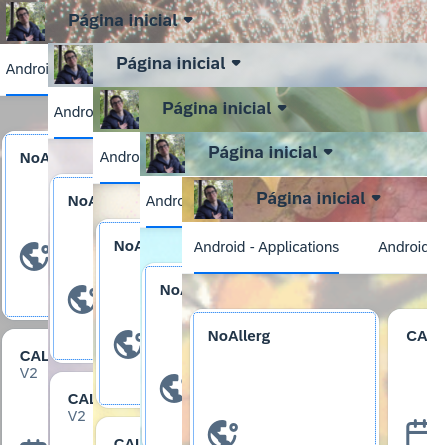 Página inicial
Androi
NoA
CAL
V2
Página inicial
Andro
NoA
CAL
V2
Página inicial
Andro
NoA
CAL
Página inicial
Andro
NoA
Página inicial
Android - Applications Android
NoAllerg
CA